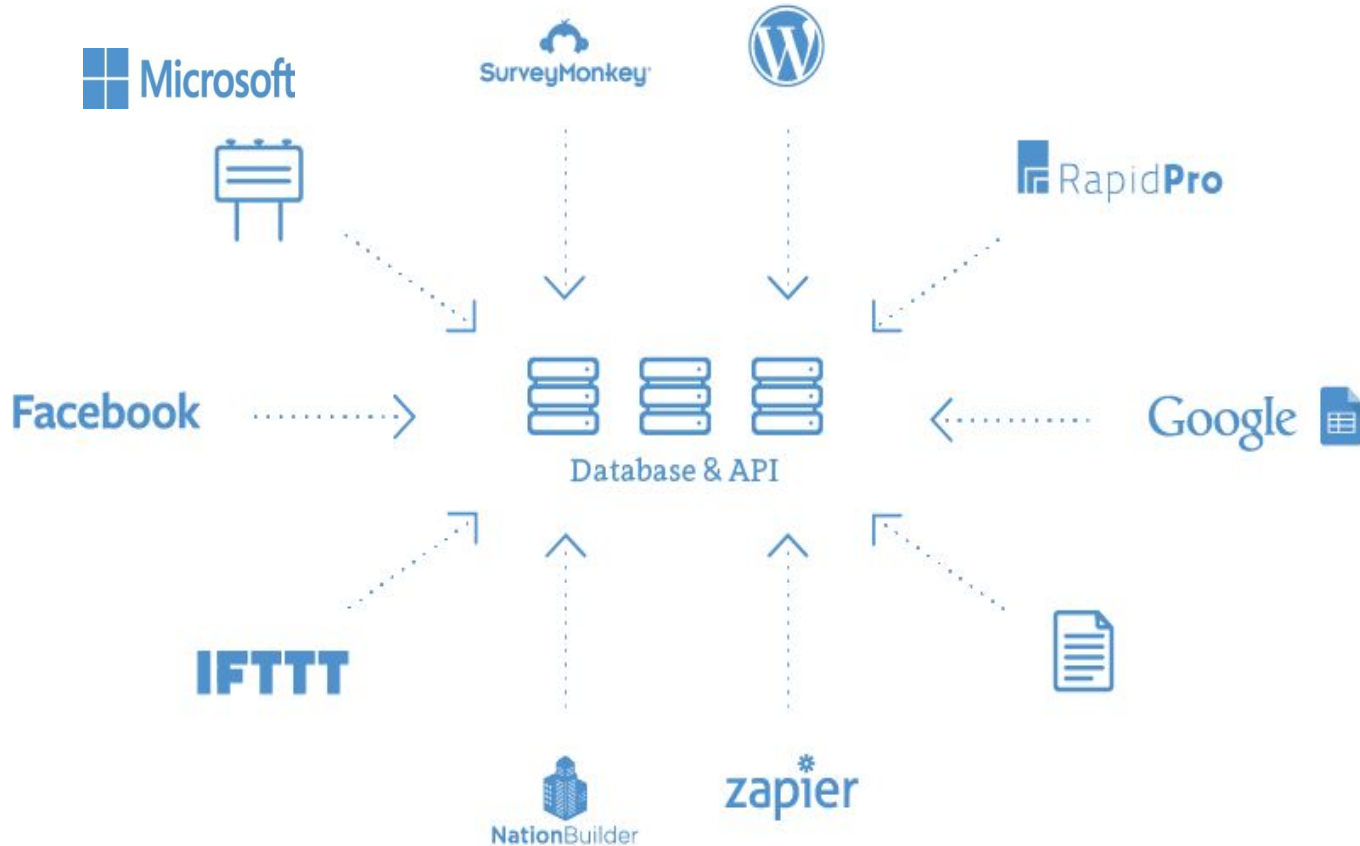 SurveyMonkey
Microsoft
RapidPro
Facebook
Google
Database & API
IFTTT
zapier
NationBuilder